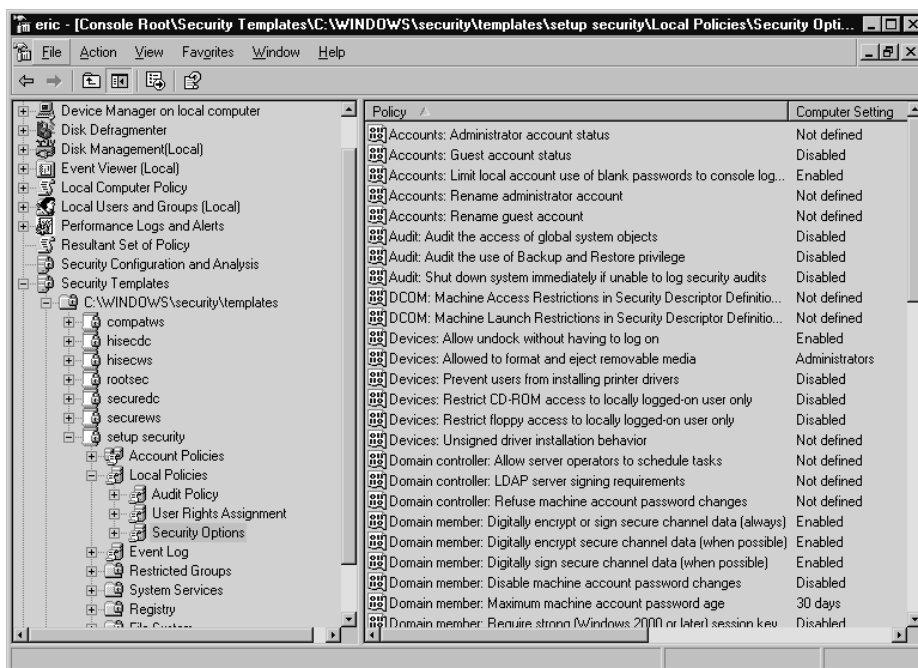 eric - [Console Root\Security Templates\C:\WINDOWS\security\templates\setup security\Local Policies\Security Opti...
File Action View Favorites Window Help
Device Manager on local computer
Disk Defragmenter
Disk Management(Local)
Event Viewer (Local)
Local Computer Policy
Local Users and Groups (Local)
Performance Logs and Alerts
Resultant Set of Policy
Security Configuration and Analysis
Security Templates
C:\WINDOWS\security\templates
compatws
hisecdc
hisecws
rootsec
securedc
securews
setup security
Account Policies
Local Policies
Audit Policy
User Rights Assignment
Security Options
Event Log
Restricted Groups
System Services
Registry
File System
Policy Computer Setting
Accounts: Administrator account status Not defined
Accounts: Guest account status Disabled
Accounts: Limit local account use of blank passwords to console log... Enabled
Accounts: Rename administrator account Not defined
Accounts: Rename guest account Not defined
Audit: Audit the access of global system objects Disabled
Audit: Audit the use of Backup and Restore privilege Disabled
Audit: Shut down system immediately if unable to log security audits Disabled
DCOM: Machine Access Restrictions in Security Descriptor Definitio... Not defined
DCOM: Machine Launch Restrictions in Security Descriptor Definitio... Not defined
Devices: Allow undock without having to log on Enabled
Devices: Allowed to format and eject removable media Administrators
Devices: Prevent users from installing printer drivers Disabled
Devices: Restrict CD-ROM access to locally logged-on user only Disabled
Devices: Restrict floppy access to locally logged-on user only Disabled
Devices: Unsigned driver installation behavior Not defined
Domain controller: Allow server operators to schedule tasks Not defined
Domain controller: LDAP server signing requirements Not defined
Domain controller: Refuse machine account password changes Not defined
Domain member: Digitally encrypt or sign secure channel data (always) Enabled
Domain member: Digitally encrypt secure channel data (when possible) Enabled
Domain member: Digitally sign secure channel data (when possible) Enabled
Domain member: Disable machine account password changes Disabled
Domain member: Maximum machine account password age 30 days
Domain member: Require strong (Windows 2000 or later) session key Disabled